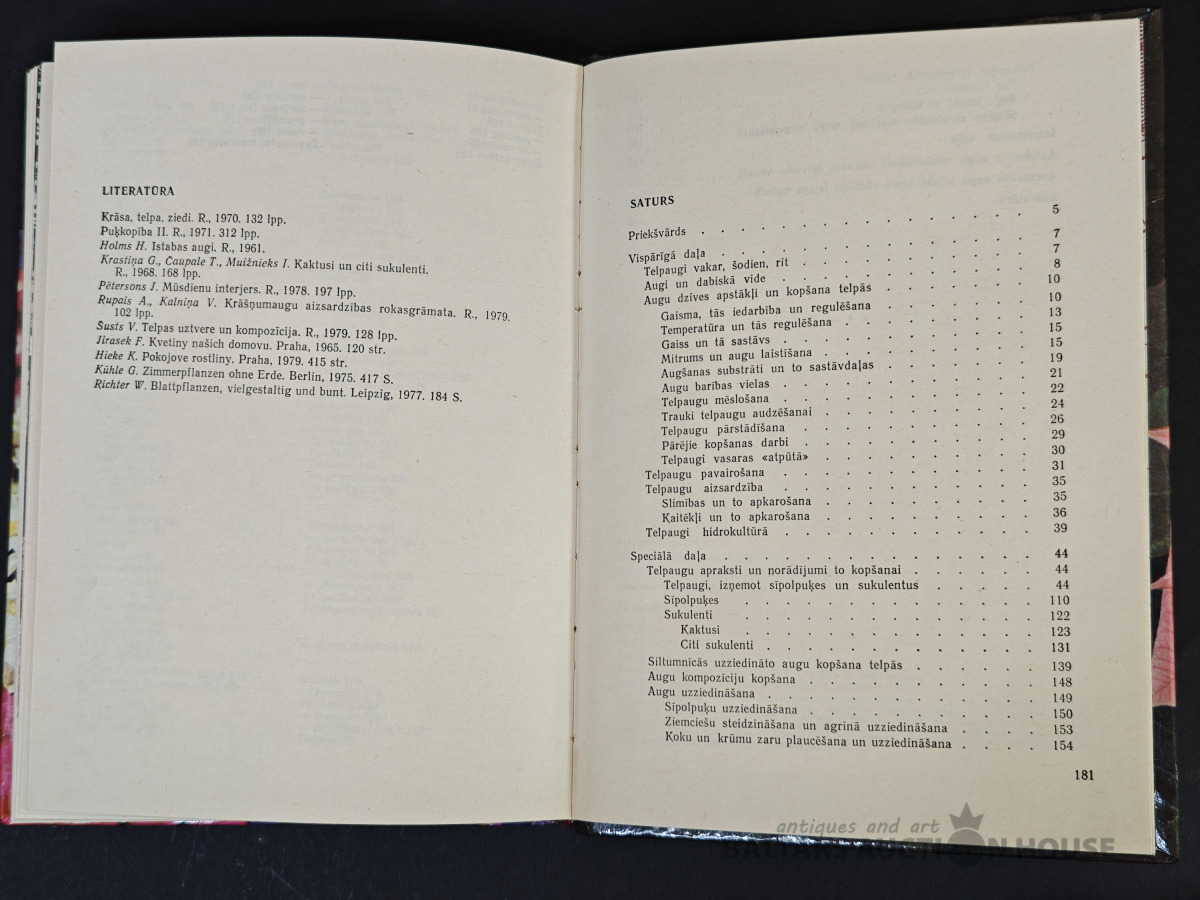 LITERATŪRA
Krāsa, telpa, ziedi. R., 1970. 132 lpp.
Puķkopība II. R., 1971. 312 lpp.
Holms H. Istabas augi. R., 1961.
Krastiņa G., Čaupale T., Muižnieks I. Kaktusi un citi sukulenti.
R., 1968. 168 lpp.
Pētersons J. Mūsdienu interjers. R., 1978. 197 lpp.
Rupais A., Kalniņa V. Krāšņumaugu aizsardzības rokasgrāmata. R., 1979.
102 lpp.
Šusts V. Telpas uztvere un kompozīcija. R., 1979. 128 lpp.
Jirasek F. Kvetiny našich domovu. Praha, 1965. 120 str.
Hieke K. Pokojove rostliny. Praha, 1979. 415 str.
Kühle G. Zimmerpflanzen ohne Erde. Berlin, 1975. 417 S.
Richter W. Blattpflanzen, vielgestaltig und bunt. Leipzig, 1977. 184 S.
SATURS
Priekšvārds . . . . . . . . . . . . 5
Vispārīgā daļa . . . . . . . . . . . . 7
Telpaugi vakar, šodien, rīt . . . . . . . . . 7
Augi un dabiskā vide . . . . . . . . . . 8
Augu dzīves apstākļi un kopšana telpās . . . . . . 10
Gaisma, tās iedarbība un regulēšana . . . . . . 10
Temperatūra un tās regulēšana . . . . . . . 13
Gaiss un tā sastāvs . . . . . . . . . 15
Mitrums un augu laistīšana . . . . . . . . 15
Augšanas substrāti un to sastāvdaļas . . . . . . 19
Augu barības vielas . . . . . . . . . 21
Telpaugu mēslošana . . . . . . . . . 22
Trauki telpaugu audzēšanai . . . . . . . . 24
Telpaugu pārstādīšana . . . . . . . . . 26
Pārējie kopšanas darbi . . . . . . . . . 29
Telpaugi vasaras «atpūtā» . . . . . . . . 30
Telpaugu pavairošana . . . . . . . . . . 31
Telpaugu aizsardzība . . . . . . . . . . 35
Slimības un to apkarošana . . . . . . . . 35
Kaitēkļi un to apkarošana . . . . . . . . 36
Telpaugi hidrokultūrā . . . . . . . . . . 39
Speciālā daļa . . . . . . . . . . . . 44
Telpaugu apraksti un norādījumi to kopšanai . . . . . 44
Telpaugi, izņemot sīpolpuķes un sukulentus . . . . 44
Sīpolpuķes . . . . . . . . . . . 110
Sukulenti . . . . . . . . . . . 122
Kaktusi . . . . . . . . . . . 123
Citi sukulenti . . . . . . . . . . 131
Siltumnīcās uzziedināto augu kopšana telpās . . . . . 139
Augu kompozīciju kopšana . . . . . . . . . 148
Augu uzziedināšana . . . . . . . . . . 149
Sīpolpuķu uzziedināšana . . . . . . . . 150
Ziemciešu steidzināšana un agrīnā uzziedināšana . . . . 153
Koku un krūmu zaru plaucēšana un uzziedināšana . . . . 154
181
antiques and art
BALTARS AUCTION HOUSE